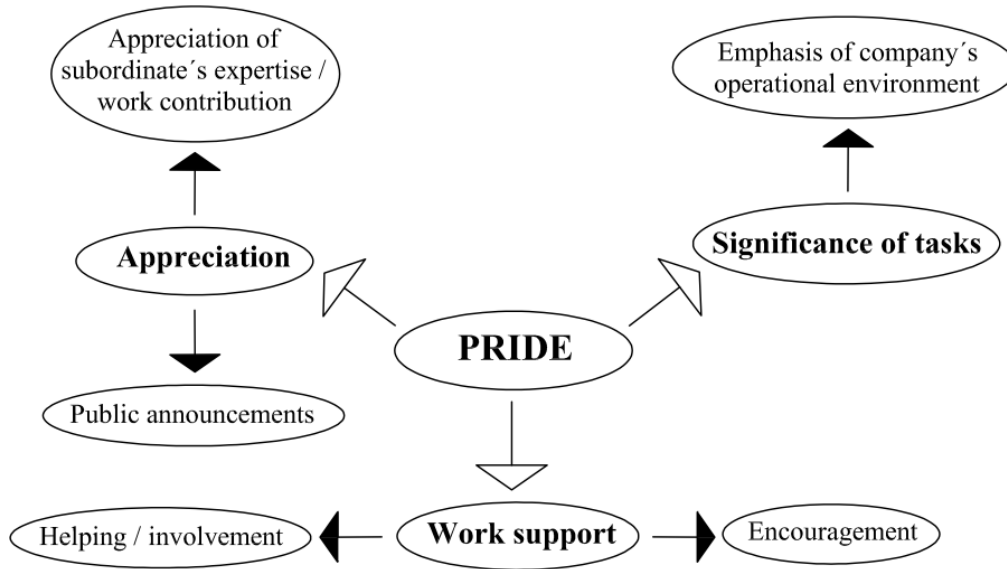 Appreciation of
subordinate´s expertise /
work contribution
Emphasis of company´s
operational environment
Appreciation
Significance of tasks
PRIDE
Public announcements
Helping / involvement
Work support
Encouragement